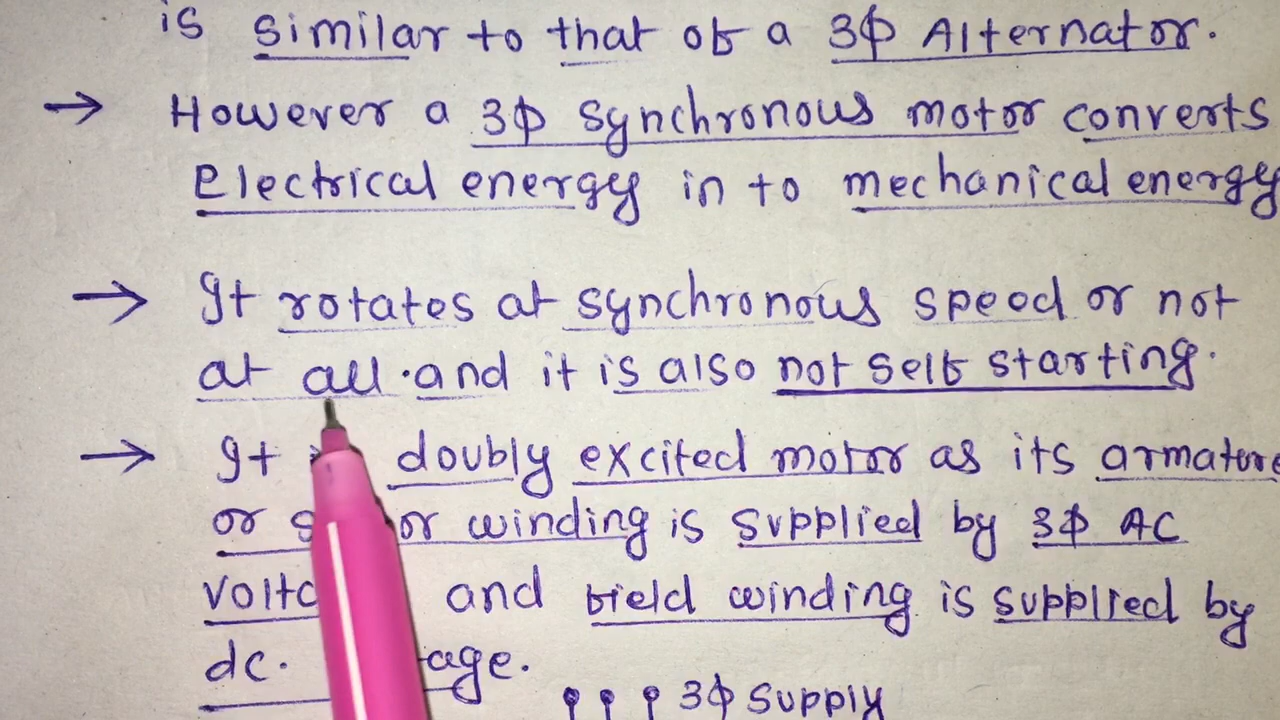 is similar to that of a 3φ Alternator.
→ However a 3φ synchronous motor converts
Electrical energy in to mechanical energy
→ It rotates at synchronous speed or not
at all. and it is also not self starting.
→ It doubly excited motor as its armature
or winding is supplied by 3φ AC
and field winding is supplied by
dc.
3φ supply